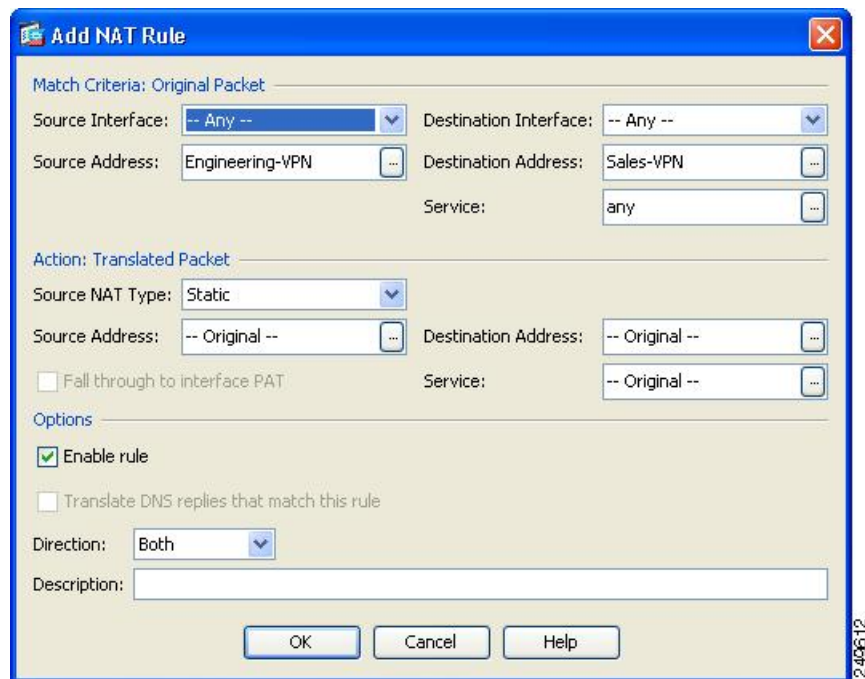 Add NAT Rule
Match Criteria: Original Packet
Source Interface: -- Any -- Destination Interface: -- Any --
Source Address: Engineering-VPN ... Destination Address: Sales-VPN ...
Service: any ...
Action: Translated Packet
Source NAT Type: Static
Source Address: -- Original -- ... Destination Address: -- Original -- ...
Fall through to interface PAT Service: -- Original -- ...
Options
Enable rule
Translate DNS replies that match this rule
Direction: Both
Description:
OK Cancel Help
249612